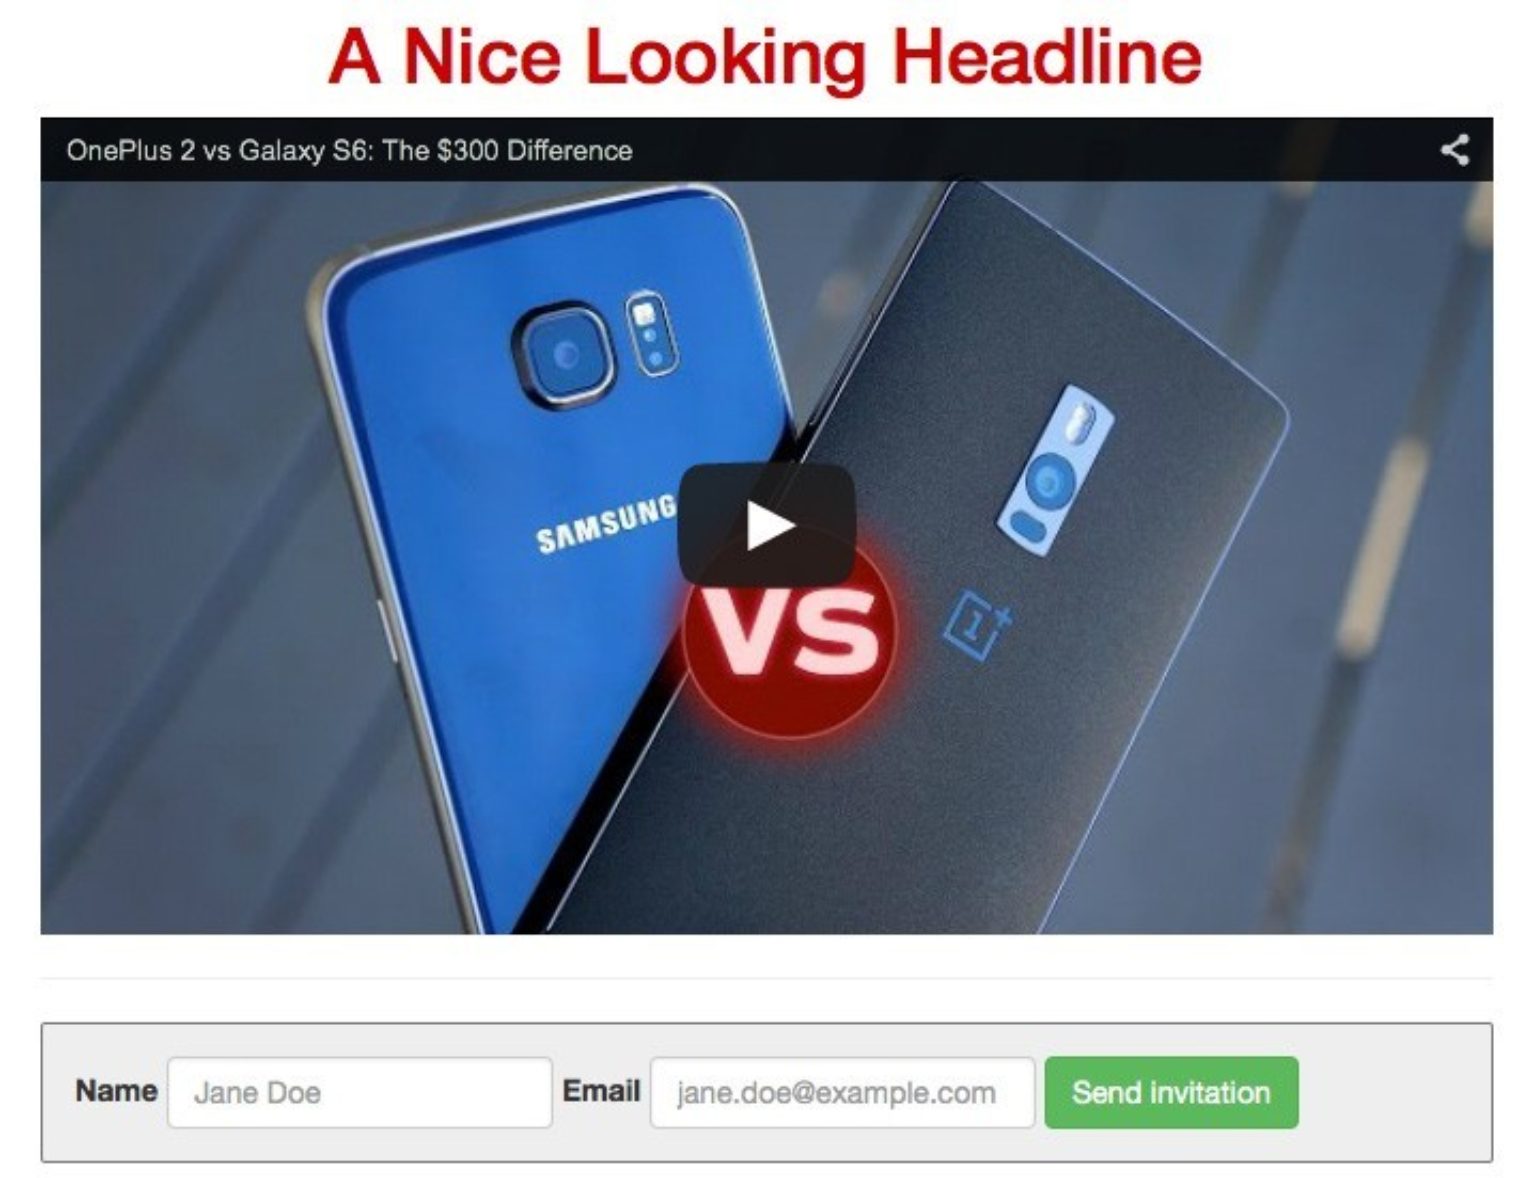 A Nice Looking Headline
OnePlus 2 vs Galaxy S6: The $300 Difference
SAMSUNG
VS
1+
Name Jane Doe Email jane.doe@example.com Send invitation